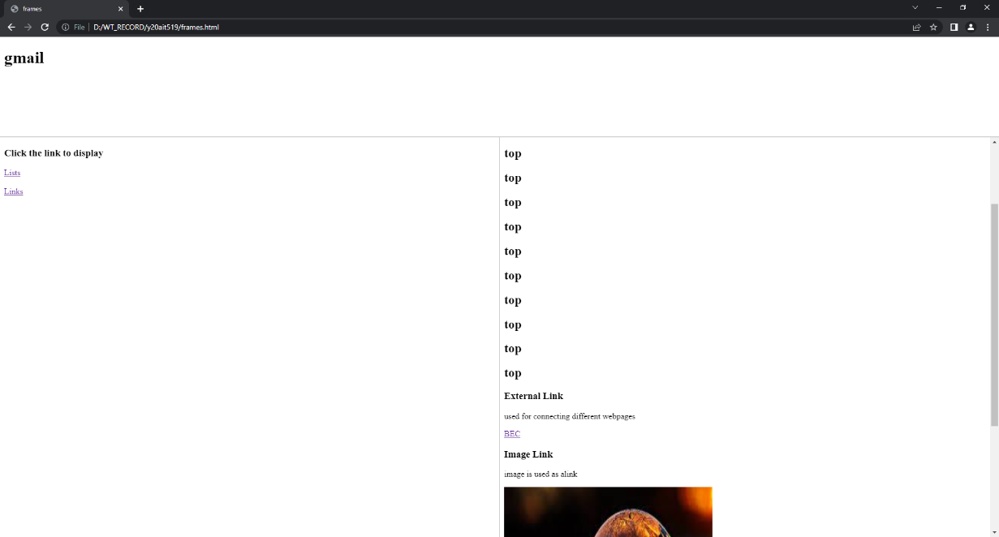 frames
File D:/WT_RECORD/y20ait519/frames.html
gmail
Click the link to display
Lists
Links
top
top
top
top
top
top
top
top
top
top
External Link
used for connecting different webpages
BEC
Image Link
image is used as alink